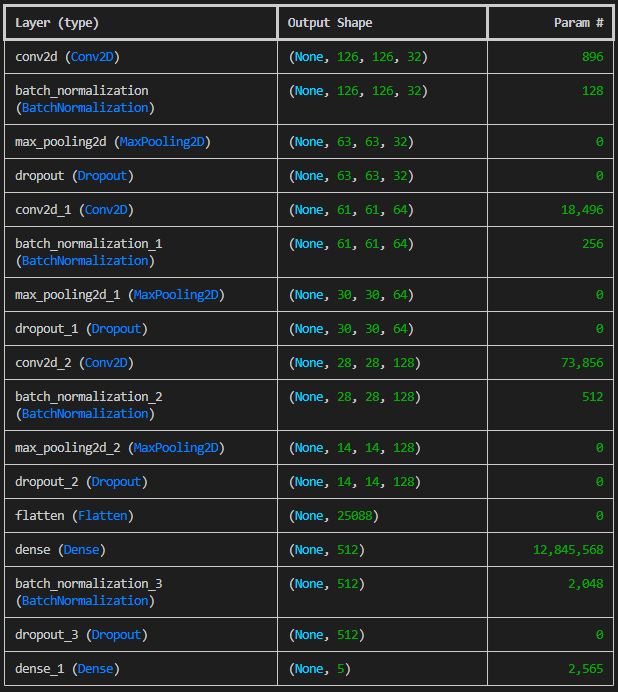 Layer (type) Output Shape Param #
conv2d (Conv2D) (None, 126, 126, 32) 896
batch_normalization (None, 126, 126, 32) 128
(BatchNormalization)
max_pooling2d (MaxPooling2D) (None, 63, 63, 32) 0
dropout (Dropout) (None, 63, 63, 32) 0
conv2d_1 (Conv2D) (None, 61, 61, 64) 18,496
batch_normalization_1 (None, 61, 61, 64) 256
(BatchNormalization)
max_pooling2d_1 (MaxPooling2D) (None, 30, 30, 64) 0
dropout_1 (Dropout) (None, 30, 30, 64) 0
conv2d_2 (Conv2D) (None, 28, 28, 128) 73,856
batch_normalization_2 (None, 28, 28, 128) 512
(BatchNormalization)
max_pooling2d_2 (MaxPooling2D) (None, 14, 14, 128) 0
dropout_2 (Dropout) (None, 14, 14, 128) 0
flatten (Flatten) (None, 25088) 0
dense (Dense) (None, 512) 12,845,568
batch_normalization_3 (None, 512) 2,048
(BatchNormalization)
dropout_3 (Dropout) (None, 512) 0
dense_1 (Dense) (None, 5) 2,565